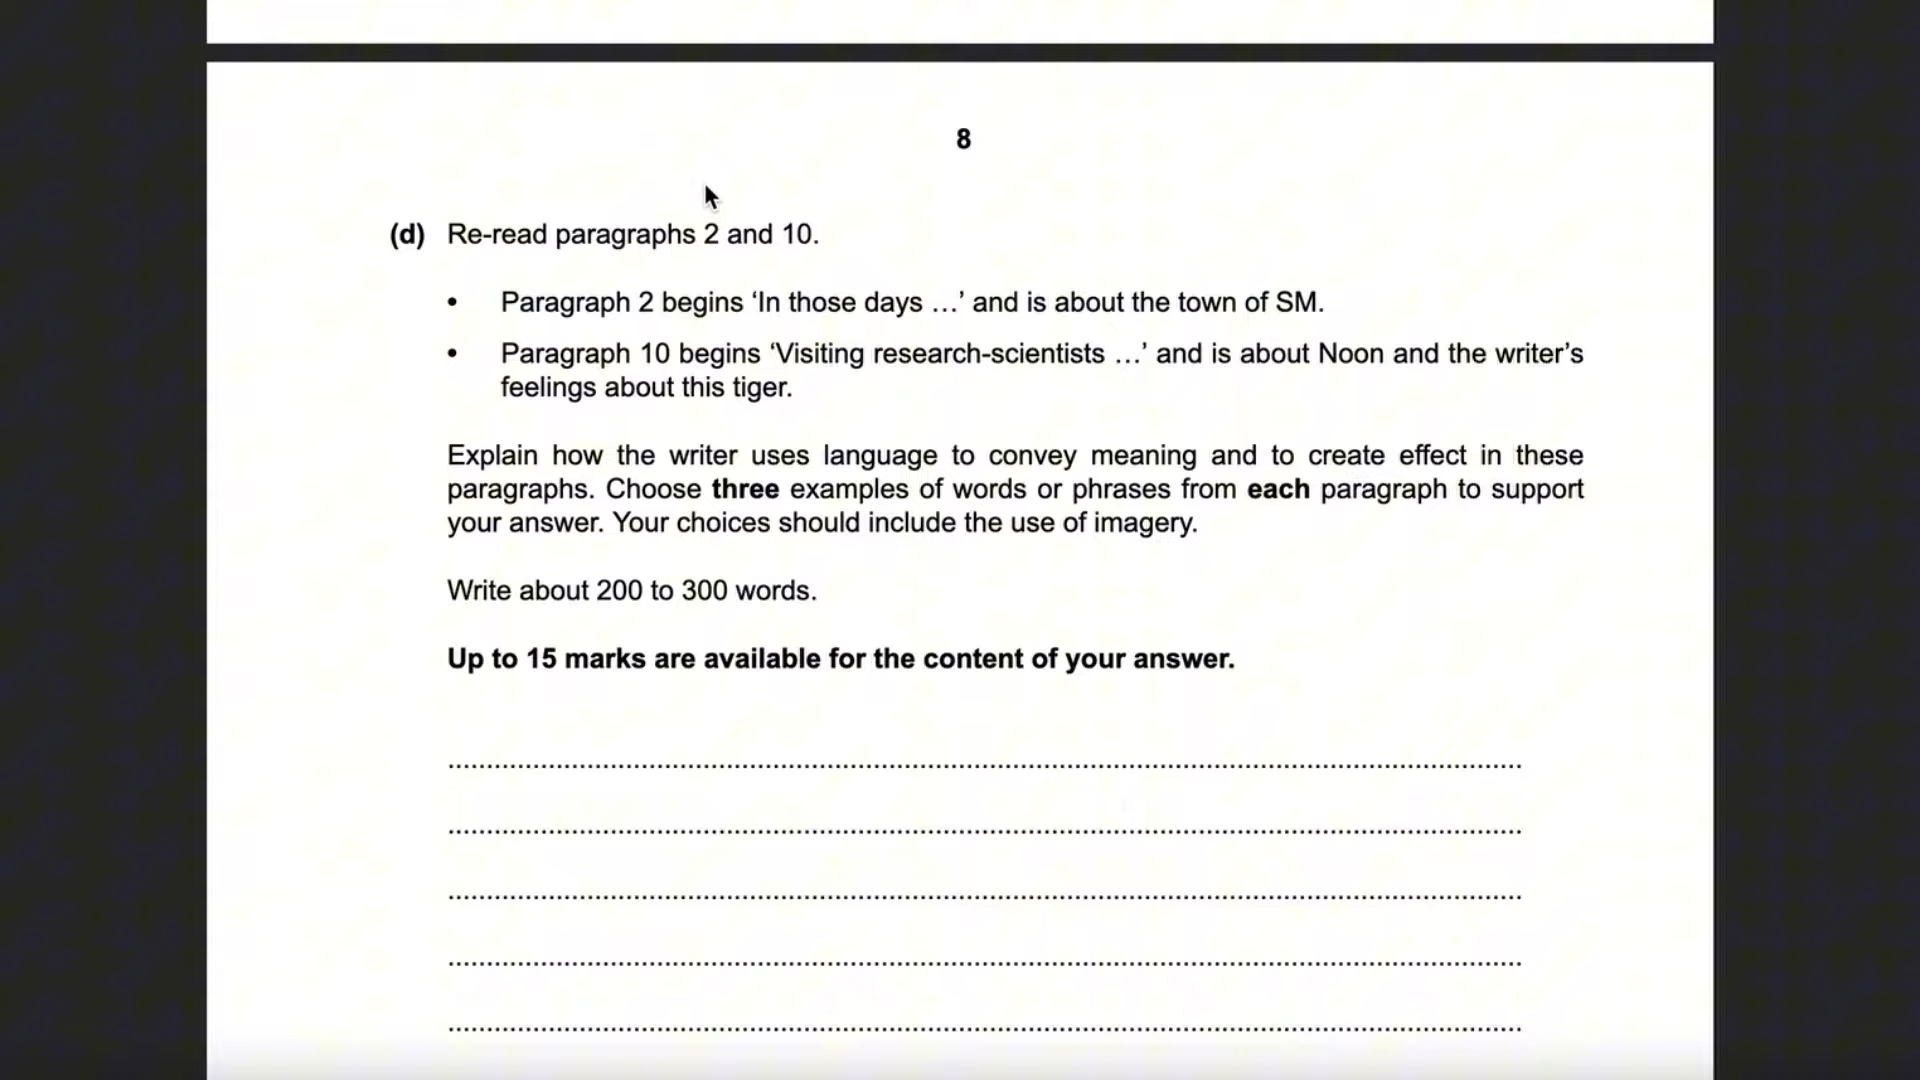 8
(d) Re-read paragraphs 2 and 10.
• Paragraph 2 begins ‘In those days …’ and is about the town of SM.
• Paragraph 10 begins ‘Visiting research-scientists …’ and is about Noon and the writer’s
feelings about this tiger.
Explain how the writer uses language to convey meaning and to create effect in these
paragraphs. Choose three examples of words or phrases from each paragraph to support
your answer. Your choices should include the use of imagery.
Write about 200 to 300 words.
Up to 15 marks are available for the content of your answer.